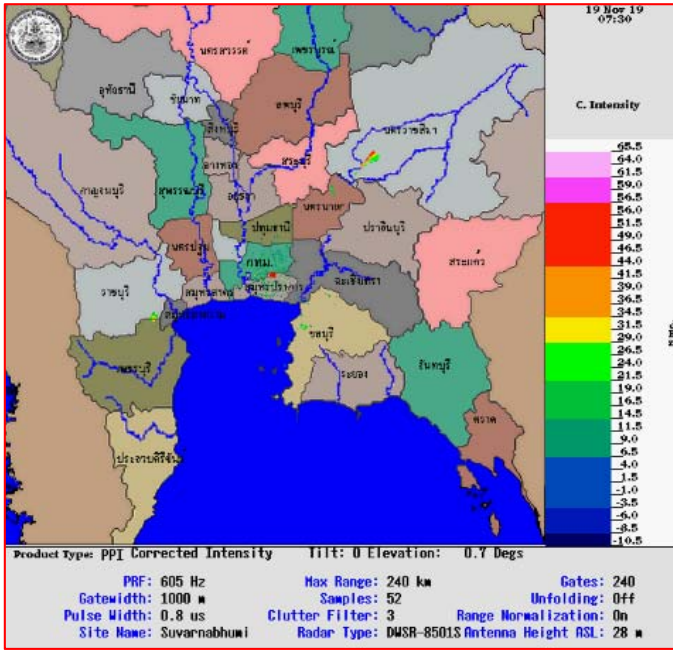 19 Nov 19
07:30
C. Intensity
นครสวรรค์
เพชรบูรณ์
อุทัยธานี
ชัยนาท
ลพบุรี
สิงห์บุรี
นครราชสีมา
อ่างทอง
สระบุรี
กาญจนบุรี
สุพรรณบุรี
อยุธยา
นครนายก
ปราจีนบุรี
ปทุมธานี
นครปฐม
กทม.
สระแก้ว
ราชบุรี
สมุทรสาคร
สมุทรปราการ
ฉะเชิงเทรา
สมุทรสงคราม
ชลบุรี
เพชรบุรี
ระยอง
จันทบุรี
ตราด
ประจวบคีรีขันธ์
65.5
64.0
61.5
59.0
56.5
56.0
51.5
49.0
46.5
44.0
41.5
39.0
36.5
34.0
31.5
29.0
26.5
24.0
21.5
19.0
16.5
14.0
11.5
9.0
6.5
4.0
1.5
-1.0
-3.5
-6.0
-8.5
-10.5
Product Type: PPI Corrected Intensity Tilt: 0 Elevation: 0.7 Degs
PRF: 605 Hz Max Range: 240 km Gates: 240
Gatewidth: 1000 m Samples: 52 Unfolding: Off
Pulse Width: 0.8 us Clutter Filter: 3 Range Normalization: On
Site Name: Suvarnabhumi Radar Type: DWSR-8501S Antenna Height ASL: 28 m